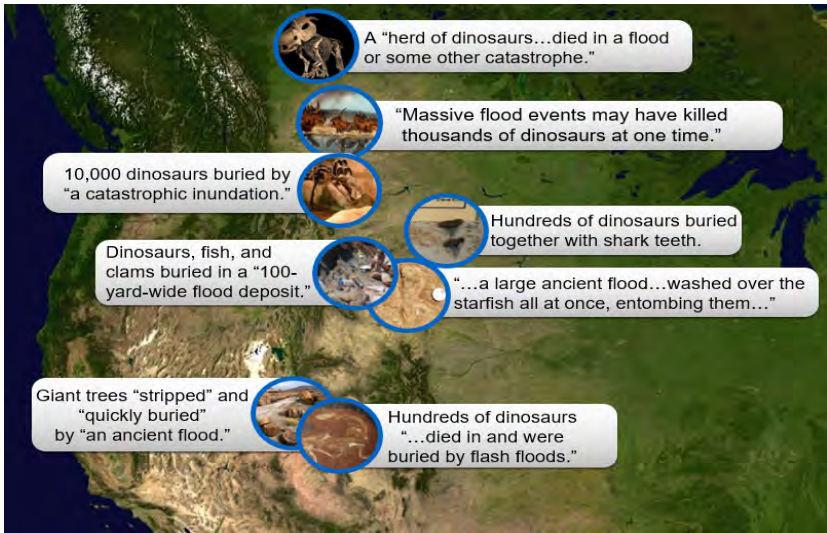 A “herd of dinosaurs…died in a flood
or some other catastrophe.”
“Massive flood events may have killed
thousands of dinosaurs at one time.”
10,000 dinosaurs buried by
“a catastrophic inundation.”
Hundreds of dinosaurs buried
together with shark teeth.
Dinosaurs, fish, and
clams buried in a “100-
yard-wide flood deposit.”
“…a large ancient flood…washed over the
starfish all at once, entombing them…”
Giant trees “stripped” and
“quickly buried”
by “an ancient flood.”
Hundreds of dinosaurs
“…died in and were
buried by flash floods.”